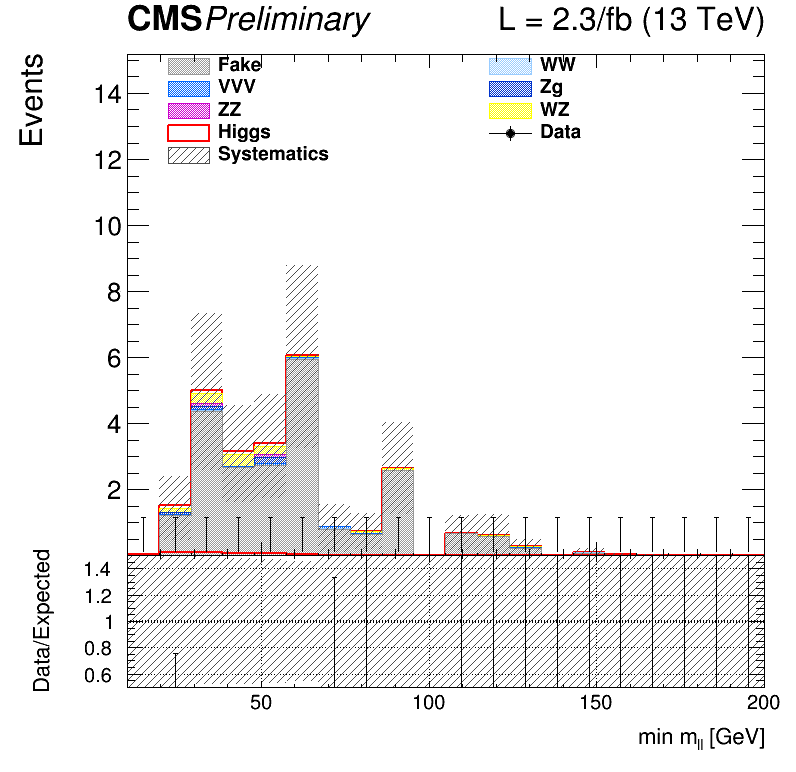 CMS Preliminary L = 2.3/fb (13 TeV)
Events
Fake WW
VVV Zg
ZZ WZ
Higgs Data
Systematics
14
12
10
8
6
4
2
Data/Expected
1.4
1.2
1
0.8
0.6
50 100 150 200
min m_ll [GeV]